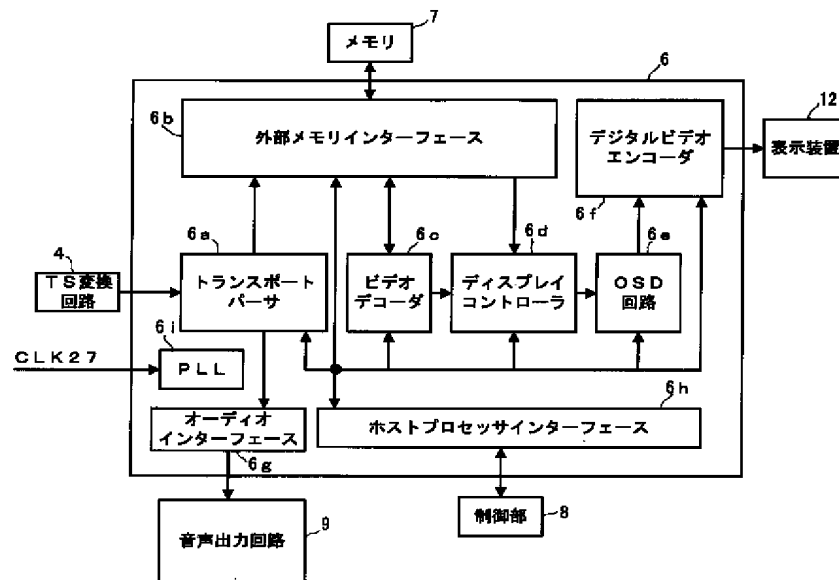 7
メモリ
6
6b
外部メモリインターフェース
デジタルビデオ
エンコーダ
12
表示装置
6f
6a
6c
6d
6e
4
TS変換
回路
トランスポート
パーサ
ビデオ
デコーダ
ディスプレイ
コントローラ
OSD
回路
6i
CLK27
PLL
6h
オーディオ
インターフェース
ホストプロセッサインターフェース
6g
9
音声出力回路
制御部
8